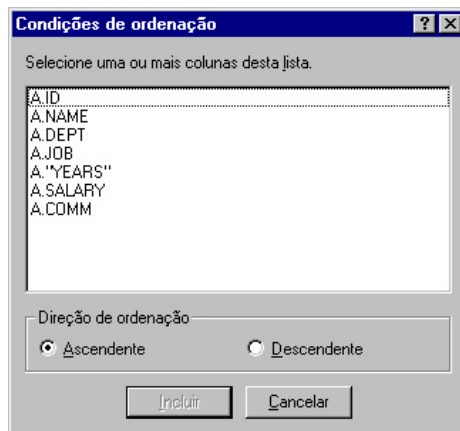 Condições de ordenação
Selecione uma ou mais colunas desta lista.
A.ID
A.NAME
A.DEPT
A.JOB
A."YEARS"
A.SALARY
A.COMM
Direção de ordenação
Ascendente Descendente
Incluir Cancelar